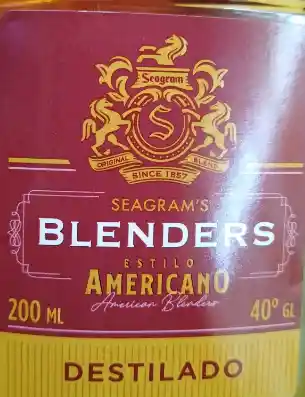 Seagram
S
ORIGINAL BLEND
SINCE 1857
SEAGRAM'S
BLENDERS
ESTILO
AMERICANO
American Blenders
200 ML
40° GL
DESTILADO